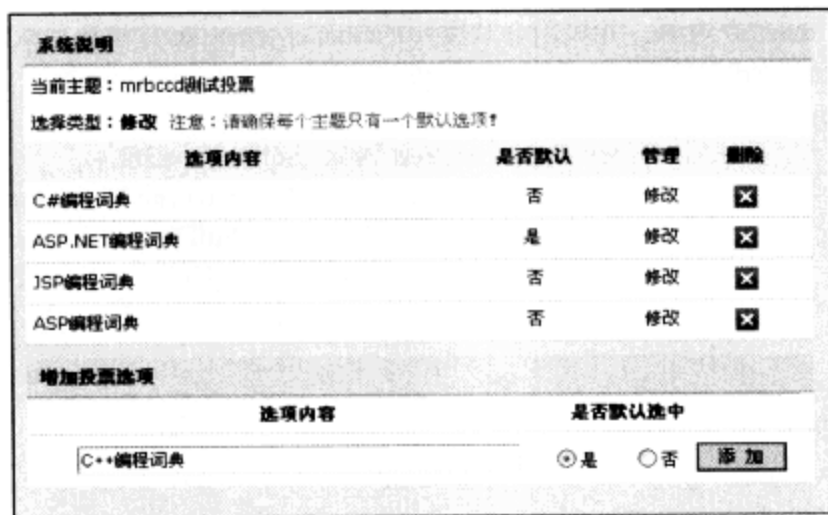 系统说明
当前主题：mrbccd测试投票
选择类型：修改 注意：请确保每个主题只有一个默认选项!
选项内容 是否默认 管理 删除
C#编程词典 否 修改
ASP.NET编程词典 是 修改
JSP编程词典 否 修改
ASP编程词典 否 修改
增加投票选项
选项内容 是否默认选中
C++编程词典 是 否 添 加